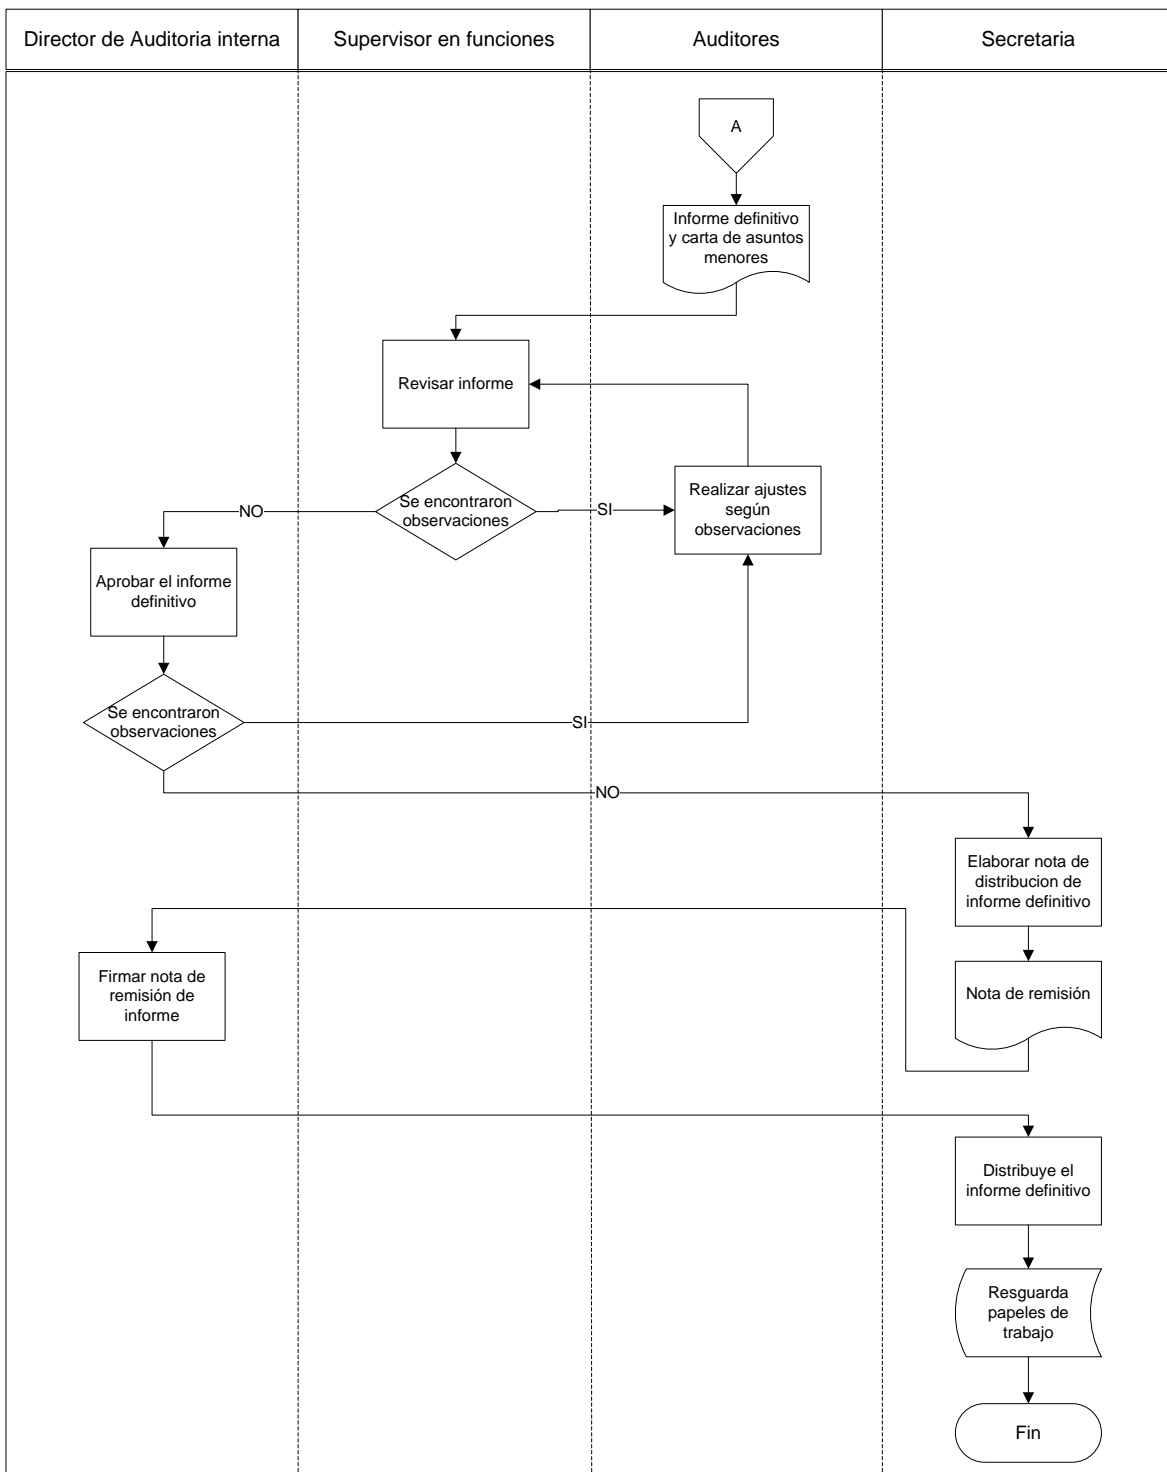 Director de Auditoria interna
Supervisor en funciones
Auditores
Secretaria
A
Informe definitivo
y carta de asuntos
menores
Revisar informe
Se encontraron
observaciones
NO
SI
Realizar ajustes
según
observaciones
Aprobar el informe
definitivo
Se encontraron
observaciones
SI
NO
Elaborar nota de
distribucion de
informe definitivo
Firmar nota de
remisión de
informe
Nota de remisión
Distribuye el
informe definitivo
Resguarda
papeles de
trabajo
Fin